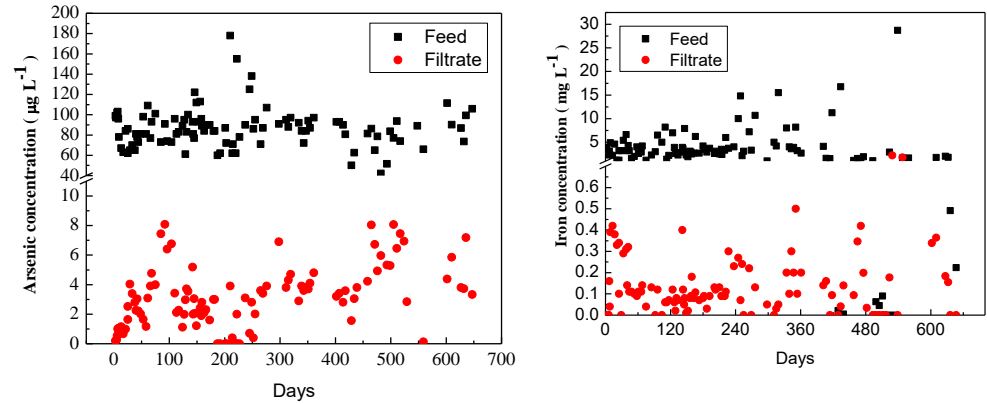 Arsenic concentration ( µg L-1 )
200
180
160
140
120
100
80
60
40
10
8
6
4
2
0
Feed
Filtrate
0 100 200 300 400 500 600 700
Days
Iron concentration ( mg L-1 )
30
25
20
15
10
5
0.6
0.5
0.4
0.3
0.2
0.1
0.0
Feed
Filtrate
0 120 240 360 480 600
Days